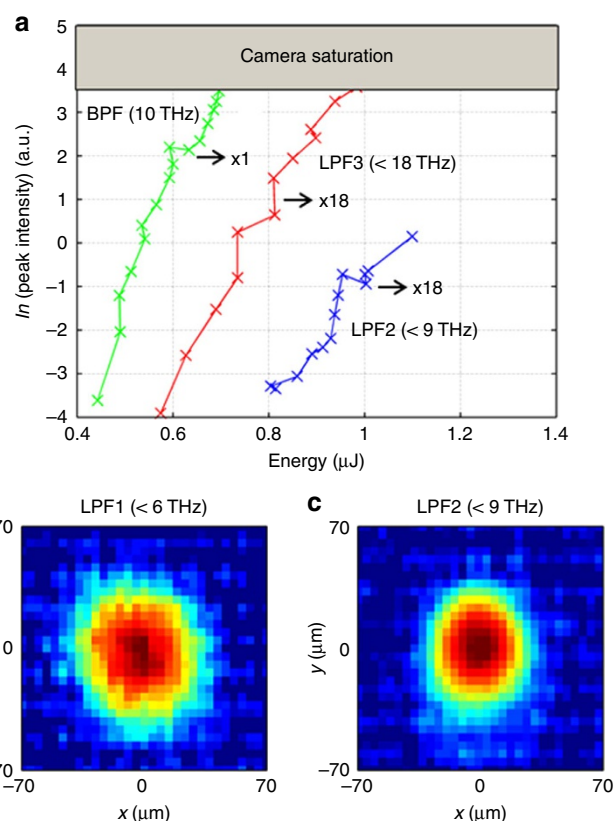 a
5
4
3
2
1
0
−1
−2
−3
−4
ln (peak intensity) (a.u.)
Camera saturation
BPF (10 THz)
x1
LPF3 (< 18 THz)
x18
x18
LPF2 (< 9 THz)
0.4 0.6 0.8 1 1.2 1.4
Energy (μJ)
LPF1 (< 6 THz)
0
−70 0 70
x (μm)
c
LPF2 (< 9 THz)
70
0
−70
y (μm)
−70 0 70
x (μm)